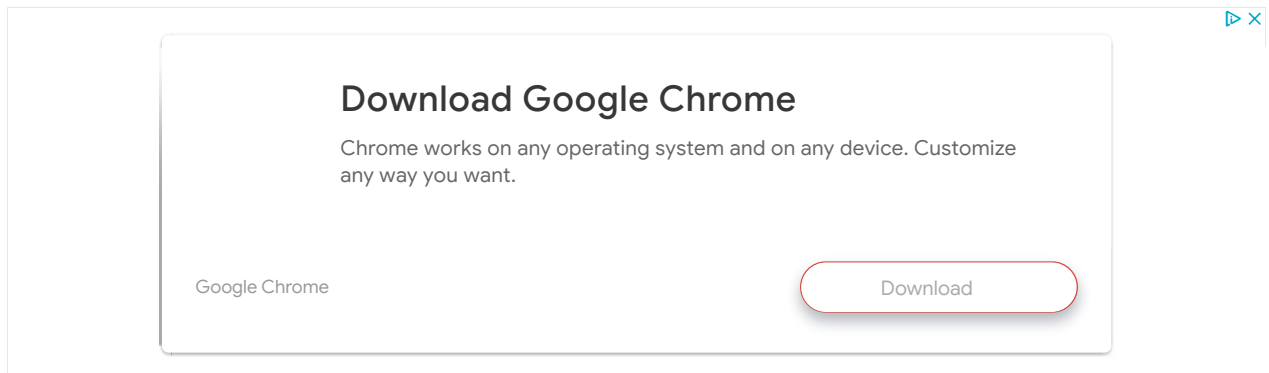 Download Google Chrome
Chrome works on any operating system and on any device. Customize
any way you want.
Google Chrome
Download